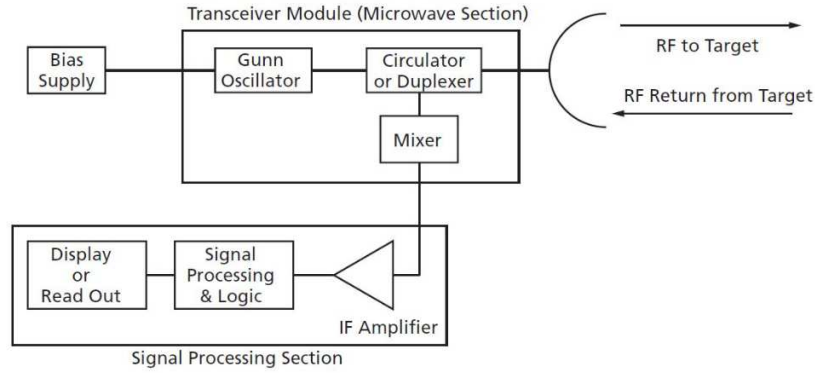 Transceiver Module (Microwave Section)
Bias
Supply
Gunn
Oscillator
Circulator
or Duplexer
Mixer
RF to Target
RF Return from Target
Display
or
Read Out
Signal
Processing
& Logic
IF Amplifier
Signal Processing Section